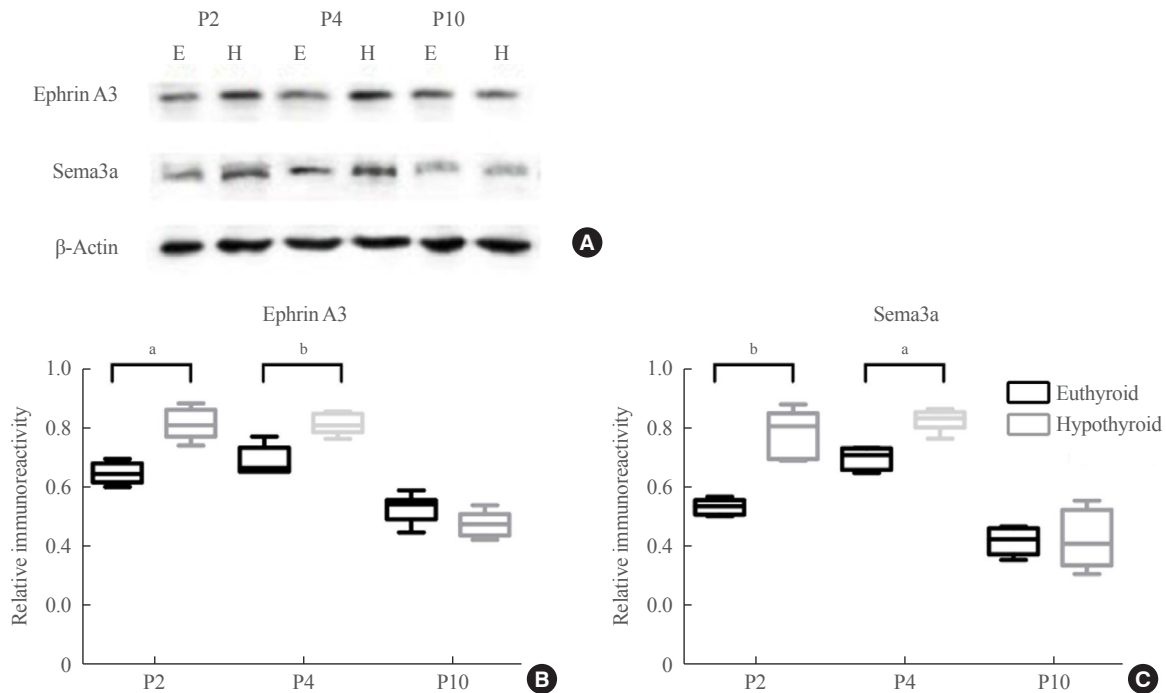 P2 P4 P10
E H E H E H
Ephrin A3
Sema3a
β-Actin
A
Ephrin A3
a b
1.0
0.8
0.6
0.4
0.0
0
Relative immunoreactivity
P2 P4 P10
B
Sema3a
b a
1.0
0.8
0.6
0.4
0.0
0
Relative immunoreactivity
Euthyroid
Hypothyroid
P2 P4 P10
C